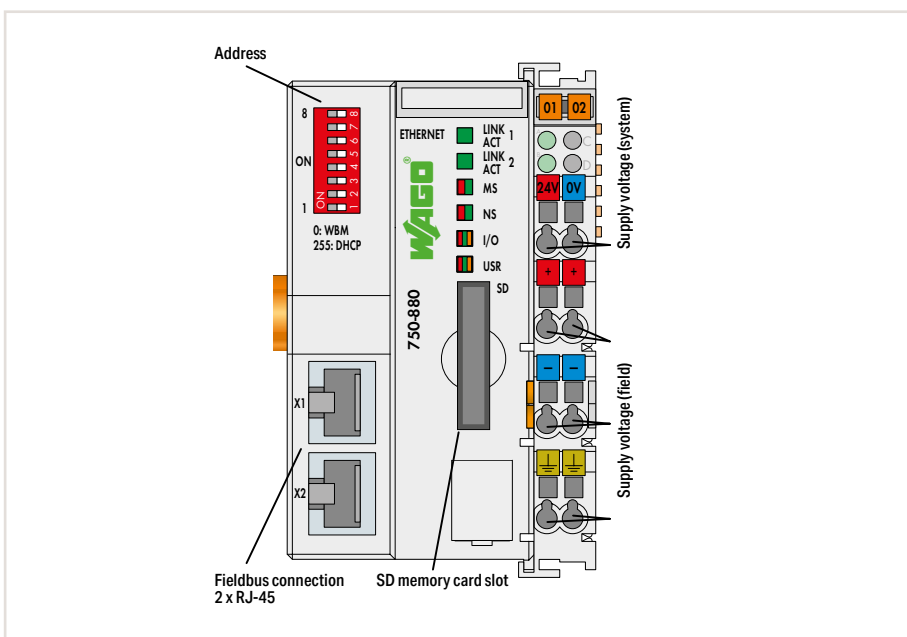 Address
8
ON
1
ON
1 2 3 4 5 6 7 8
0: WBM
255: DHCP
ETHERNET
LINK 1
ACT
LINK 2
ACT
MS
NS
I/O
USR
SD
WAGO
®
750-880
X1
X2
01 02
C
D
24V 0V
+ +
− −
Supply voltage (system)
Supply voltage (field)
Fieldbus connection
2 x RJ-45
SD memory card slot